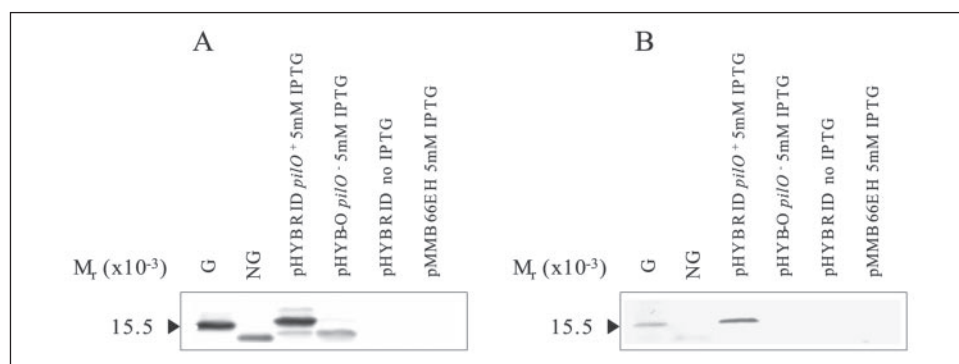 A
G
NG
pHYBRID pilO + 5mM IPTG
pHYB-O pilO - 5mM IPTG
pHYBRID no IPTG
pMMB66EH 5mM IPTG
Mr (x10-3)
15.5
B
G
NG
pHYBRID pilO + 5mM IPTG
pHYB-O pilO - 5mM IPTG
pHYBRID no IPTG
pMMB66EH 5mM IPTG
Mr (x10-3)
15.5